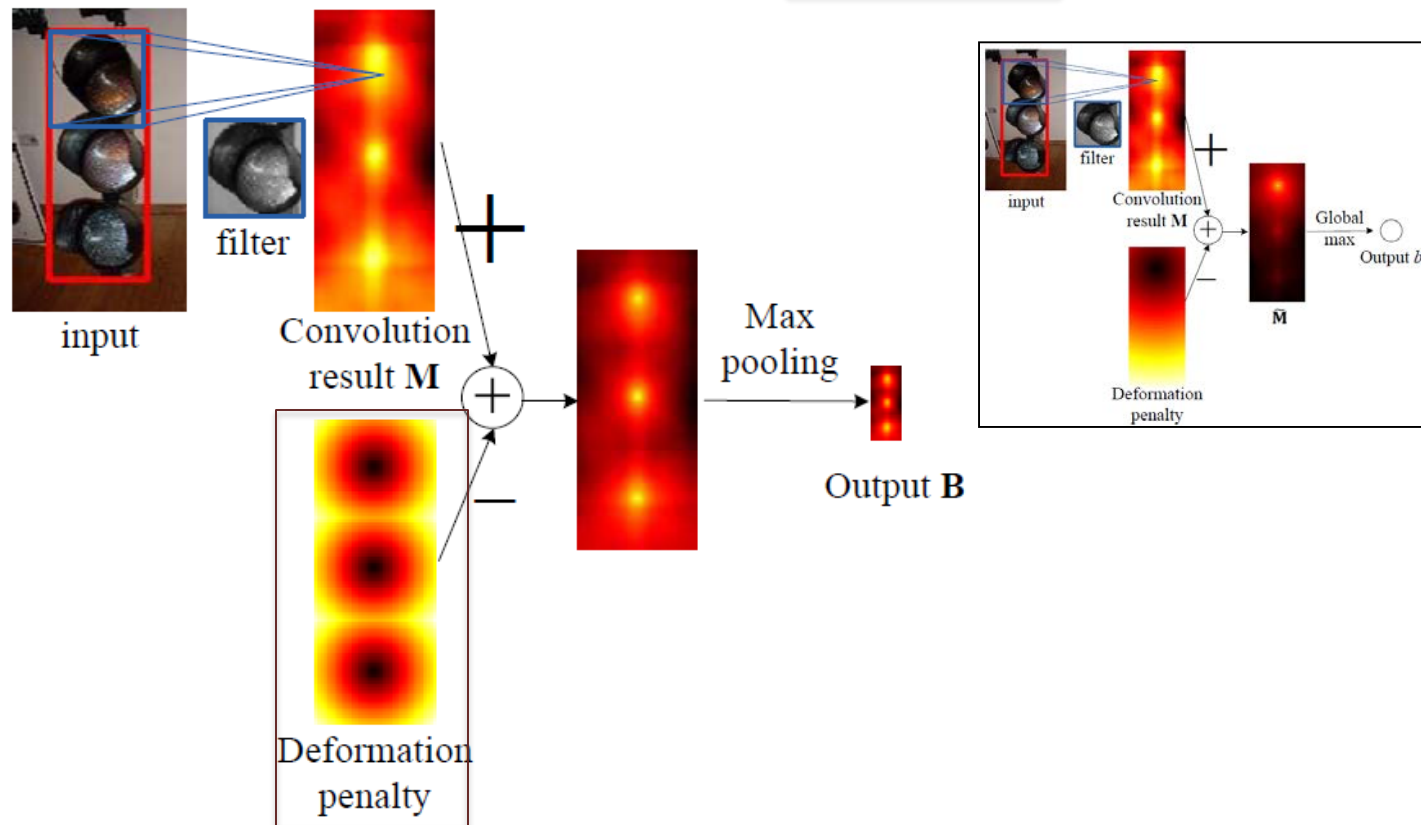 input
filter
Convolution
result M
+
+
−
Deformation
penalty
Max
pooling
Output B
input
filter
Convolution
result M
+
+
−
Deformation
penalty
M̃
Global
max
Output b